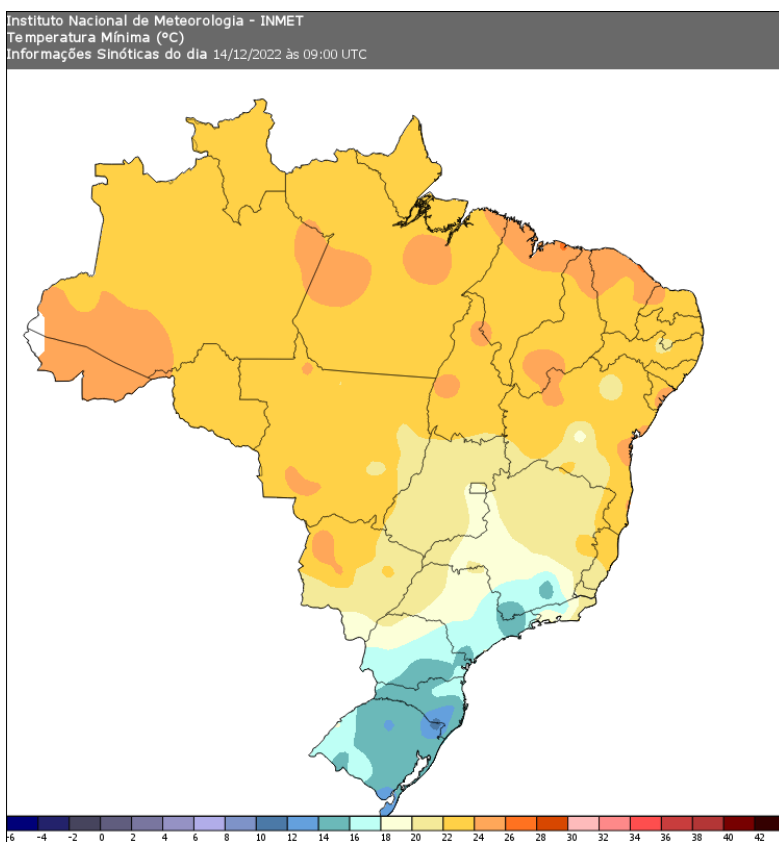 Instituto Nacional de Meteorologia - INMET
Temperatura Mínima (°C)
Informações Sinóticas do dia 14/12/2022 às 09:00 UTC
-6 -4 -2 0 2 4 6 8 10 12 14 16 18 20 22 24 26 28 30 32 34 36 38 40 42